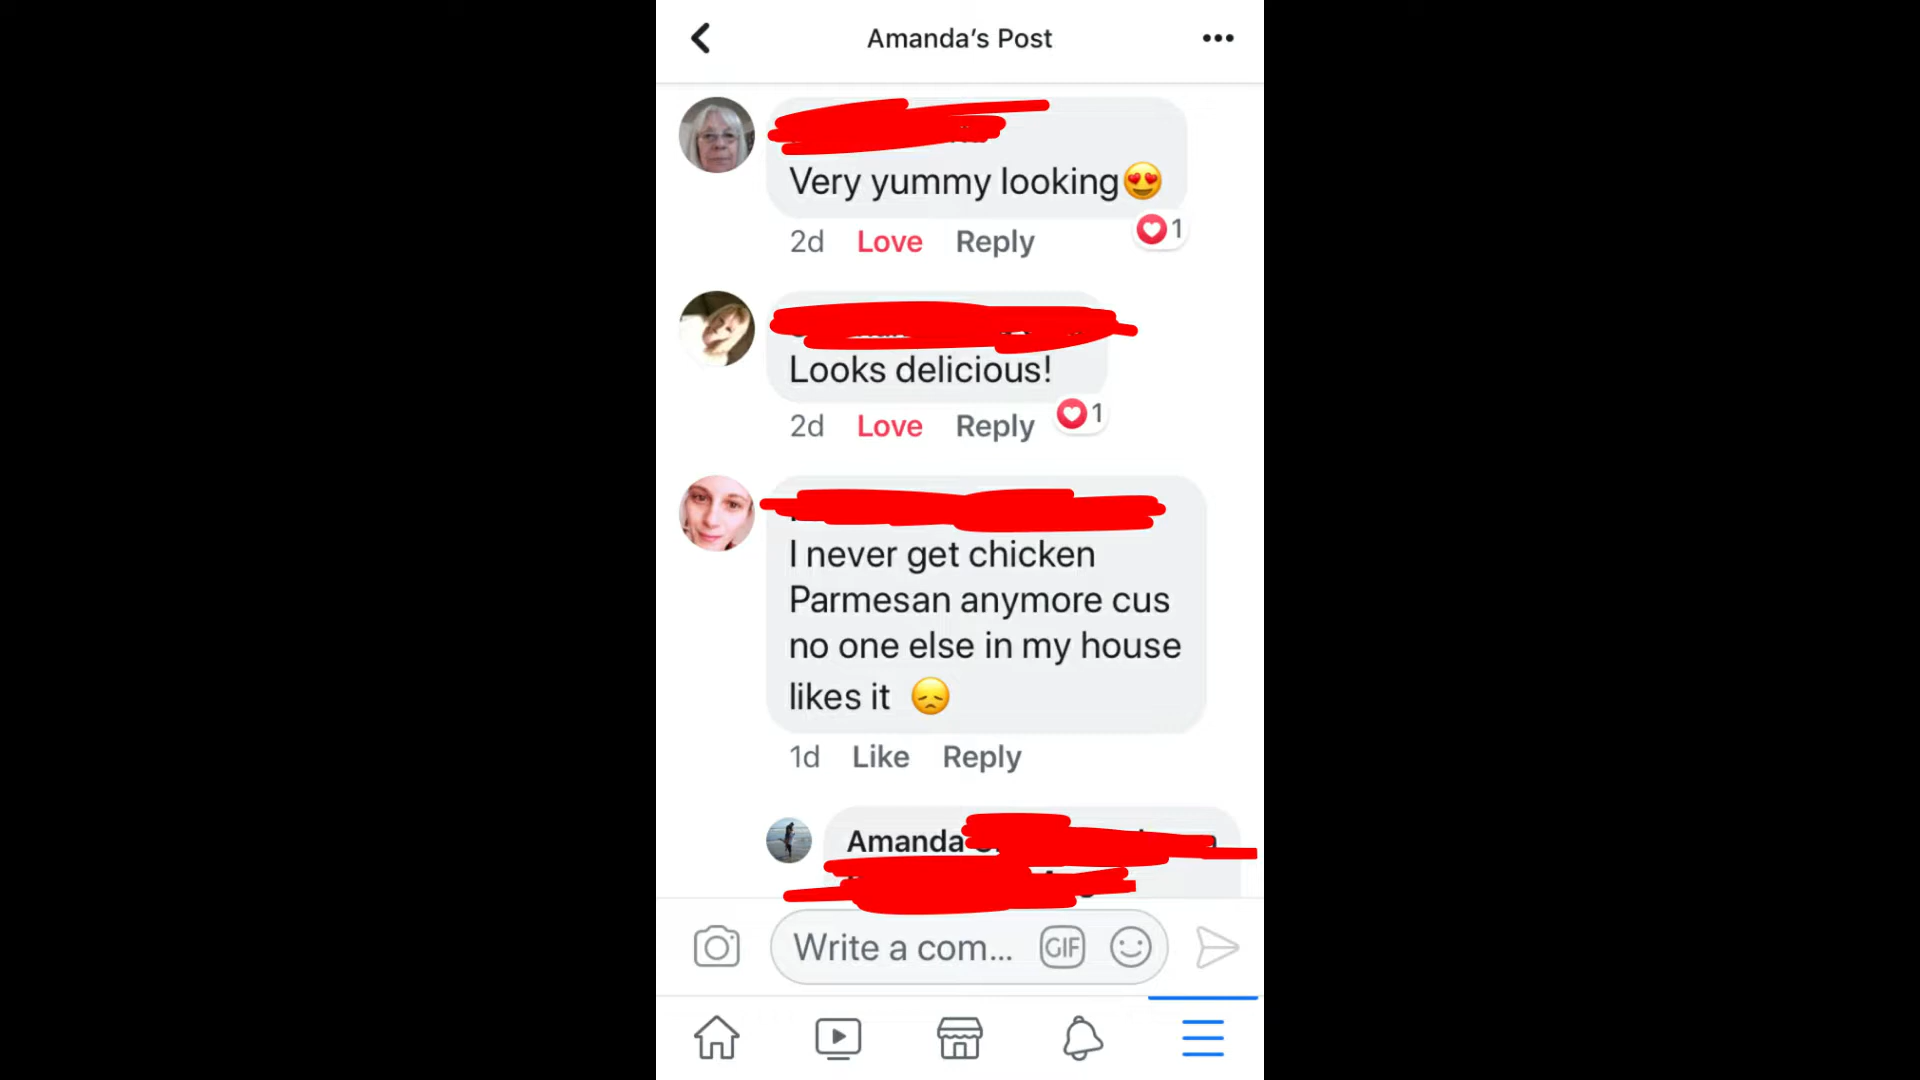 Amanda’s Post
Very yummy looking😍
2d Love Reply 1
Looks delicious!
2d Love Reply 1
I never get chicken
Parmesan anymore cus
no one else in my house
likes it 😞
1d Like Reply
Amanda
Write a com... GIF